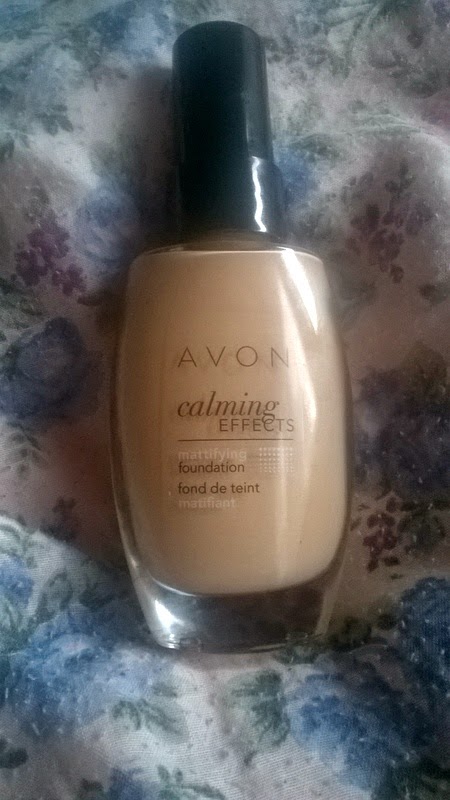 AVON
calming
EFFECTS
mattifying
foundation
fond de teint
matifiant